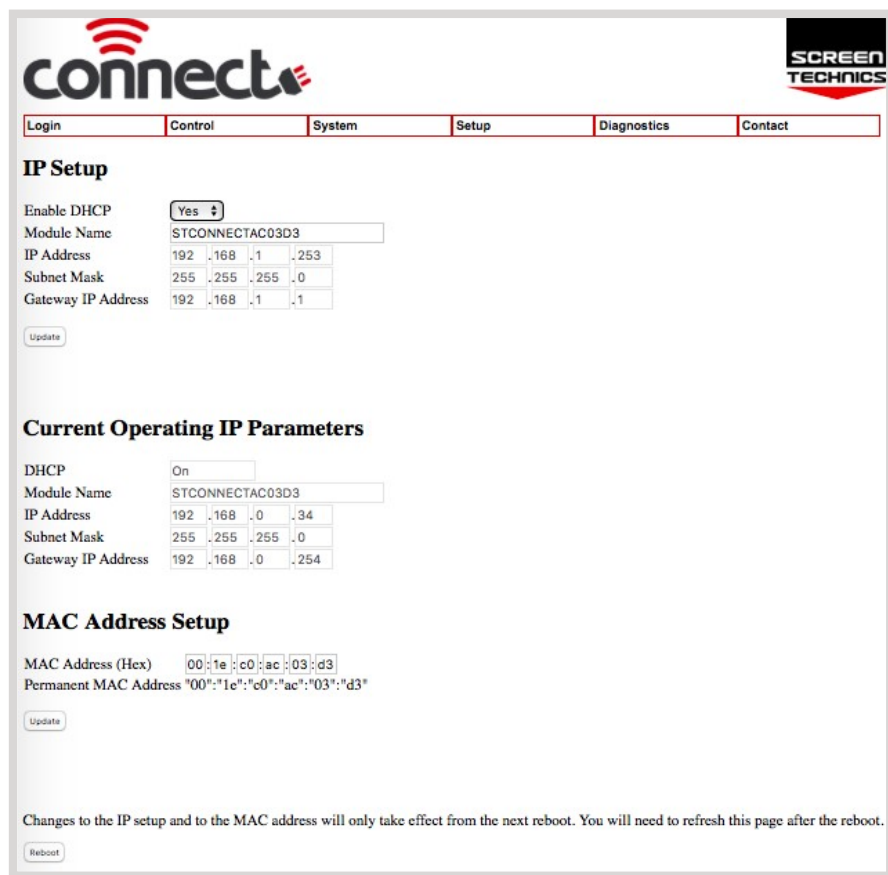 connect
SCREEN
TECHNICS
Login Control System Setup Diagnostics Contact
IP Setup
Enable DHCP Yes
Module Name STCONNECTAC03D3
IP Address 192 .168 .1 .253
Subnet Mask 255 .255 .255 .0
Gateway IP Address 192 .168 .1 .1
Update
Current Operating IP Parameters
DHCP On
Module Name STCONNECTAC03D3
IP Address 192 .168 .0 .34
Subnet Mask 255 .255 .255 .0
Gateway IP Address 192 .168 .0 .254
MAC Address Setup
MAC Address (Hex) 00:1e:c0:ac:03:d3
Permanent MAC Address "00":"1e":"c0":"ac":"03":"d3"
Update
Changes to the IP setup and to the MAC address will only take effect from the next reboot. You will need to refresh this page after the reboot.
Reboot